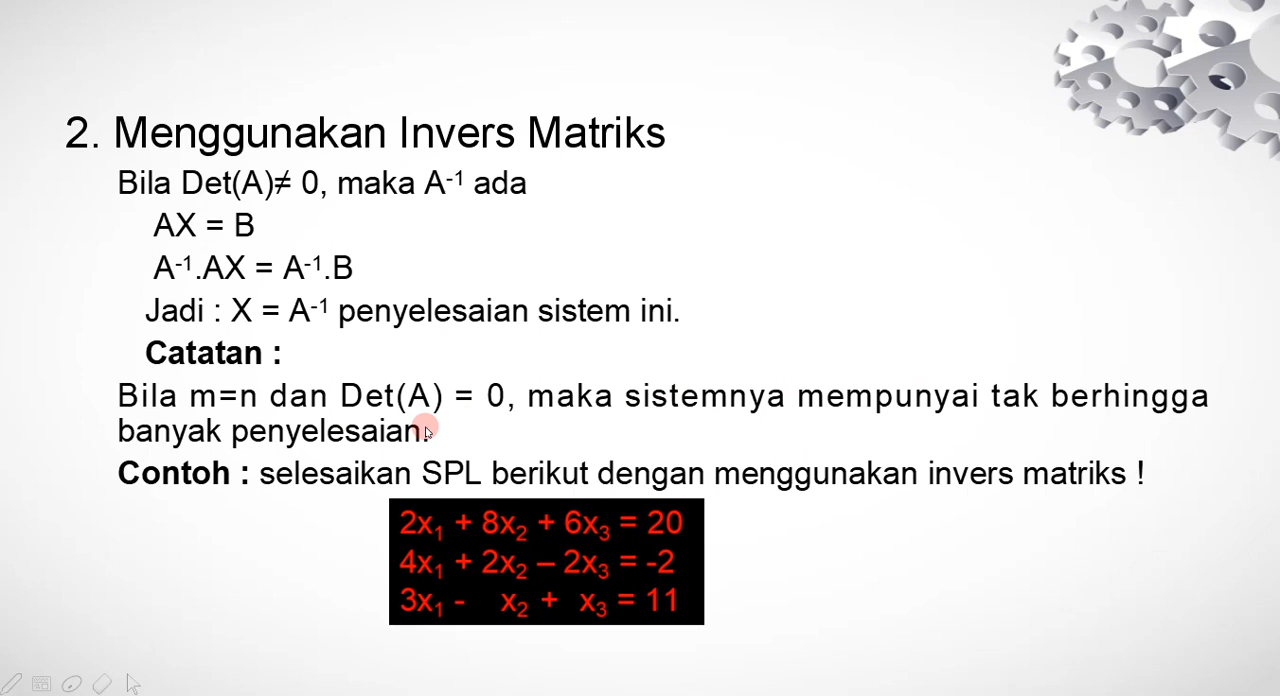 2. Menggunakan Invers Matriks
Bila Det(A)≠ 0, maka A⁻¹ ada
AX = B
A⁻¹.AX = A⁻¹.B
Jadi : X = A⁻¹ penyelesaian sistem ini.
Catatan :
Bila m=n dan Det(A) = 0, maka sistemnya mempunyai tak berhingga
banyak penyelesaian.
Contoh : selesaikan SPL berikut dengan menggunakan invers matriks !
2x₁ + 8x₂ + 6x₃ = 20
4x₁ + 2x₂ – 2x₃ = -2
3x₁ - x₂ + x₃ = 11